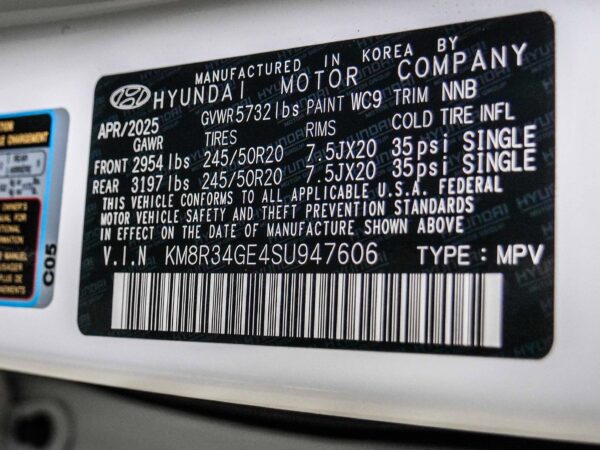 MANUFACTURED IN KOREA BY
HYUNDAI MOTOR COMPANY
APR/2025 GVWR 5732 lbs PAINT WC9 TRIM NNB
GAWR TIRES RIMS COLD TIRE INFL
FRONT 2954 lbs 245/50R20 7.5JX20 35psi SINGLE
REAR 3197 lbs 245/50R20 7.5JX20 35psi SINGLE
THIS VEHICLE CONFORMS TO ALL APPLICABLE U.S.A. FEDERAL
MOTOR VEHICLE SAFETY AND THEFT PREVENTION STANDARDS
IN EFFECT ON THE DATE OF MANUFACTURE SHOWN ABOVE
V.I.N KM8R34GE4SU947606 TYPE: MPV
C05